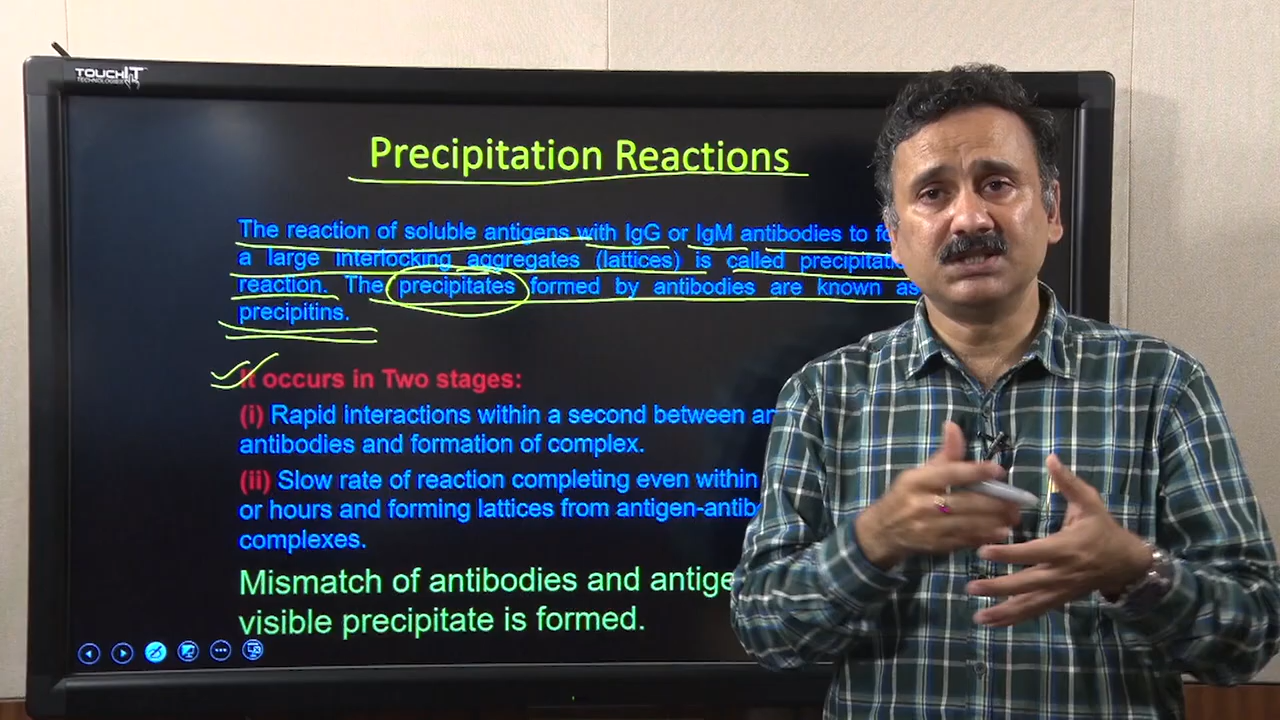 TOUCHIT
TECHNOLOGIES
Precipitation Reactions
The reaction of soluble antigens with IgG or IgM antibodies to
a large interlocking aggregates (lattices) is called
reaction. The precipitates formed by antibodies are known as
precipitins.
It occurs in Two stages:
(i) Rapid interactions within a second between
antibodies and formation of complex.
(ii) Slow rate of reaction completing even within
or hours and forming lattices from
complexes.
Mismatch of antibodies and
visible precipitate is formed.